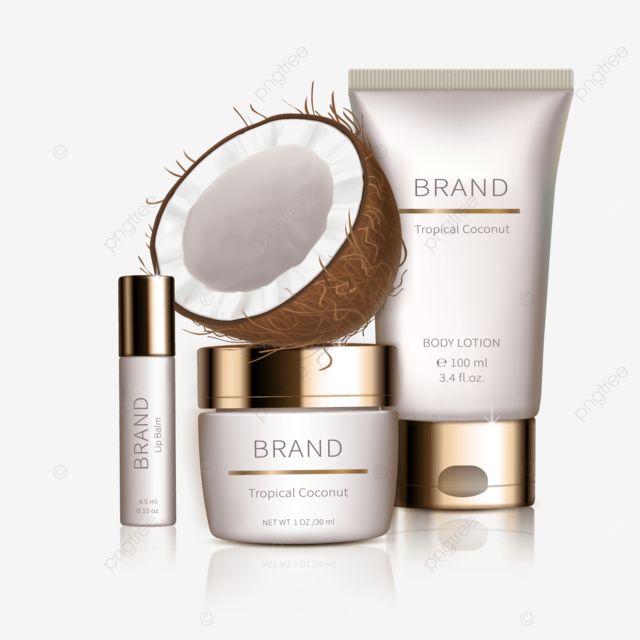 BRAND
Tropical Coconut
BODY LOTION
℮ 100 ml
3.4 fl.oz.
BRAND
Lip Balm
4.5 ml
0.15 oz
BRAND
Tropical Coconut
NET WT. 1 OZ./30 ml
pngtree